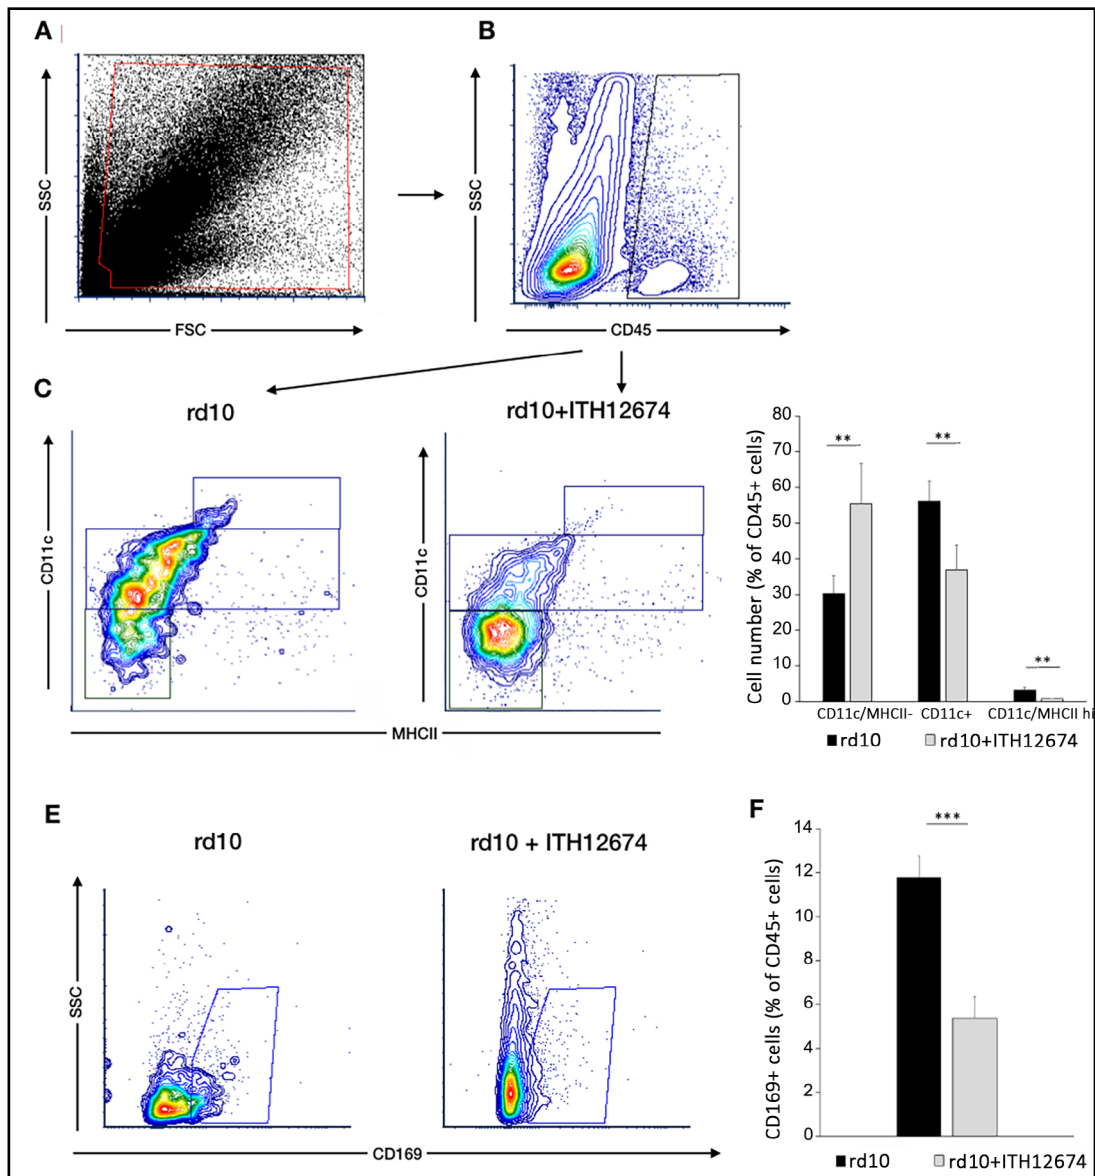 A
SSC
FSC
B
SSC
CD45
C
rd10
rd10+ITH12674
CD11c
CD11c
MHCII
Cell number (% of CD45+ cells)
80
70
60
50
40
30
20
10
0
**
**
**
CD11c/MHCII-
CD11c+
CD11c/MHCII hi
rd10
rd10+ITH12674
E
rd10
rd10 + ITH12674
SSC
CD169
F
CD169+ cells (% of CD45+ cells)
14
12
10
8
6
4
2
0
***
rd10
rd10+ITH12674